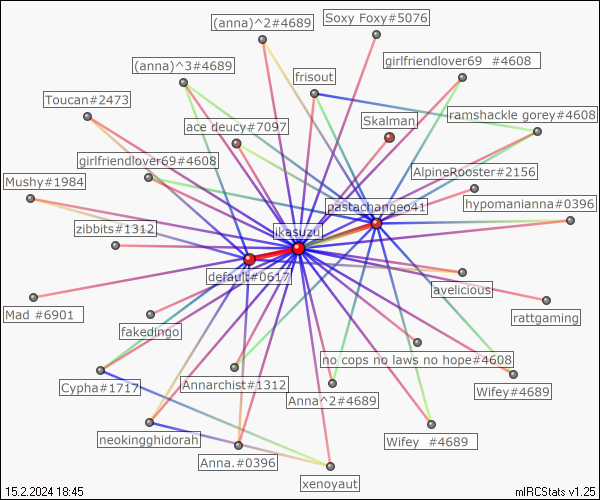 Soxy Foxy#5076
(anna)^2#4689
girlfriendlover69  #4608
(anna)^3#4689
frisout
Toucan#2473
ramshackle gorey#4608
Skalman
ace deucy#7097
girlfriendlover69#4608
AlpineRooster#2156
Mushy#1984
hypomanianna#0396
pastachangeo41
zibbits#1312
ikasuzu
default#0617
avelicious
Mad #6901
rattgaming
fakedingo
no cops no laws no hope#4608
Cypha#1717
Annarchist#1312
Wifey#4689
Anna^2#4689
neokingghidorah
Wifey  #4689
Anna.#0396
xenoyaut
15.2.2024 18:45
mIRCStats v1.25